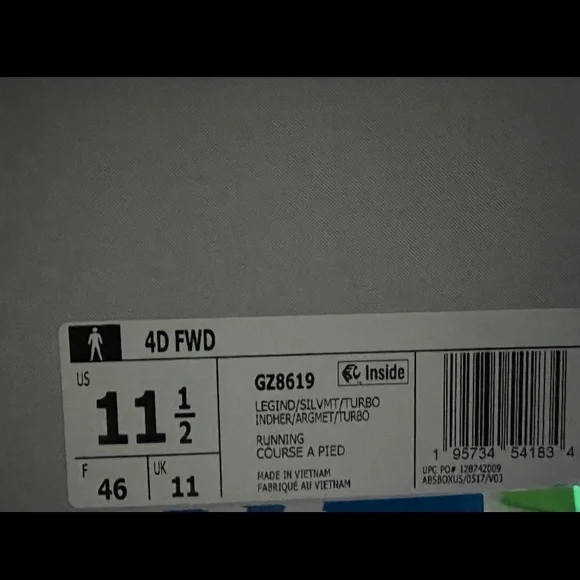 4D FWD
US
11 1/2
F
46
UK
11
GZ8619
Inside
LEGIND/SILVMT/TURBO
INDHER/ARGMET/TURBO
RUNNING
COURSE A PIED
MADE IN VIETNAM
FABRIQUÉ AU VIETNAM
1 95734 54183 4
UPC PO# 128742009
ABSBOXUS/0517/V03